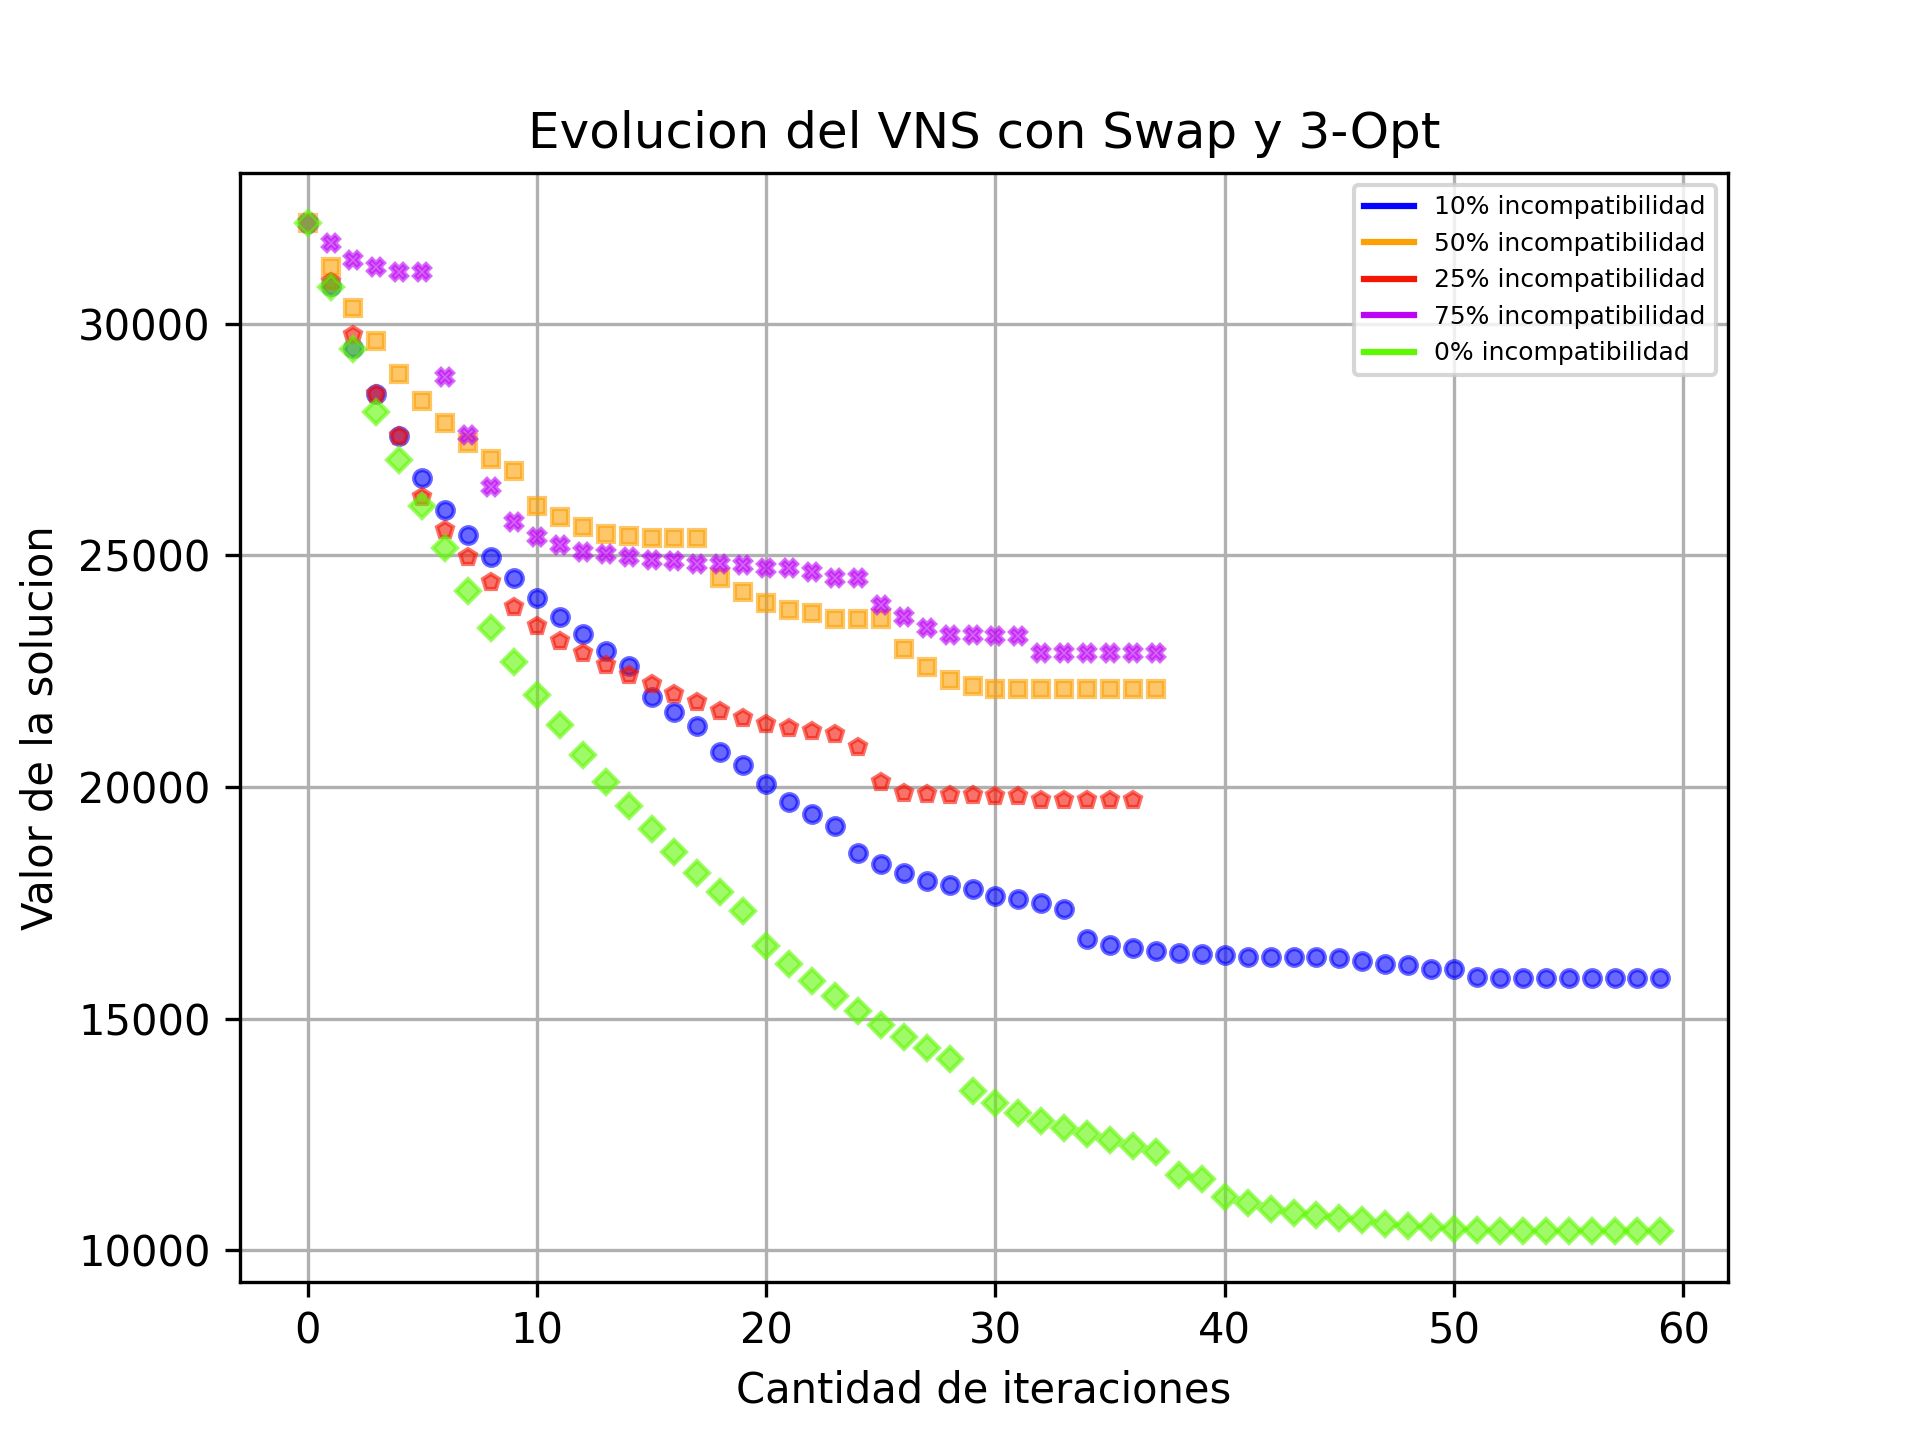 Evolucion del VNS con Swap y 3-Opt
10% incompatibilidad
50% incompatibilidad
25% incompatibilidad
75% incompatibilidad
0% incompatibilidad
Valor de la solucion
30000
25000
20000
15000
10000
0 10 20 30 40 50 60
Cantidad de iteraciones